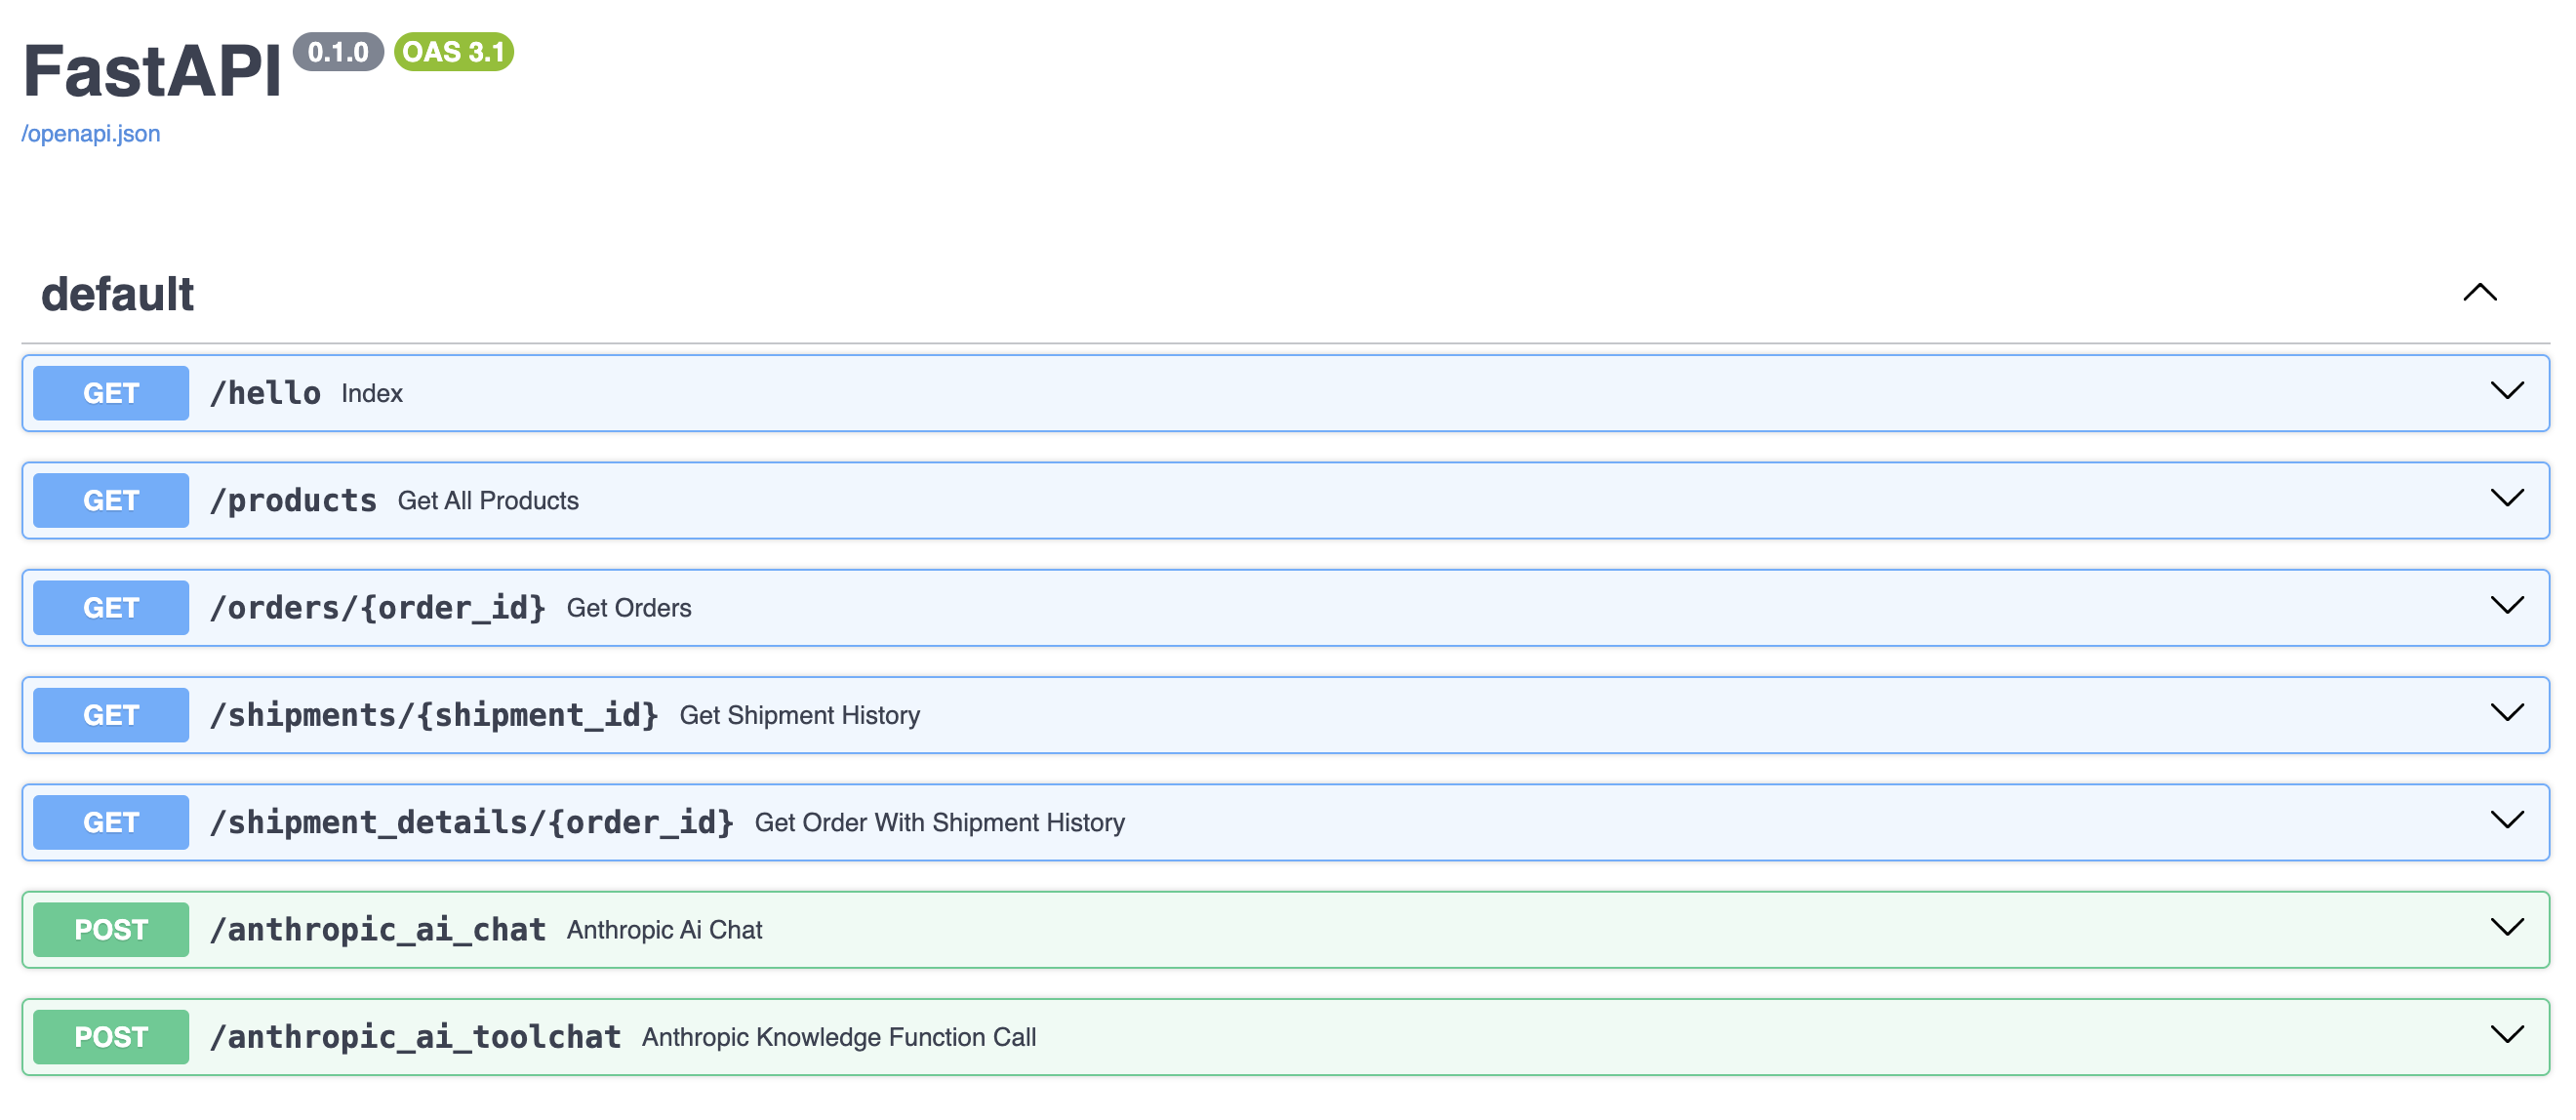 FastAPI 0.1.0 OAS 3.1
/openapi.json
default
GET /hello Index
GET /products Get All Products
GET /orders/{order_id} Get Orders
GET /shipments/{shipment_id} Get Shipment History
GET /shipment_details/{order_id} Get Order With Shipment History
POST /anthropic_ai_chat Anthropic Ai Chat
POST /anthropic_ai_toolchat Anthropic Knowledge Function Call